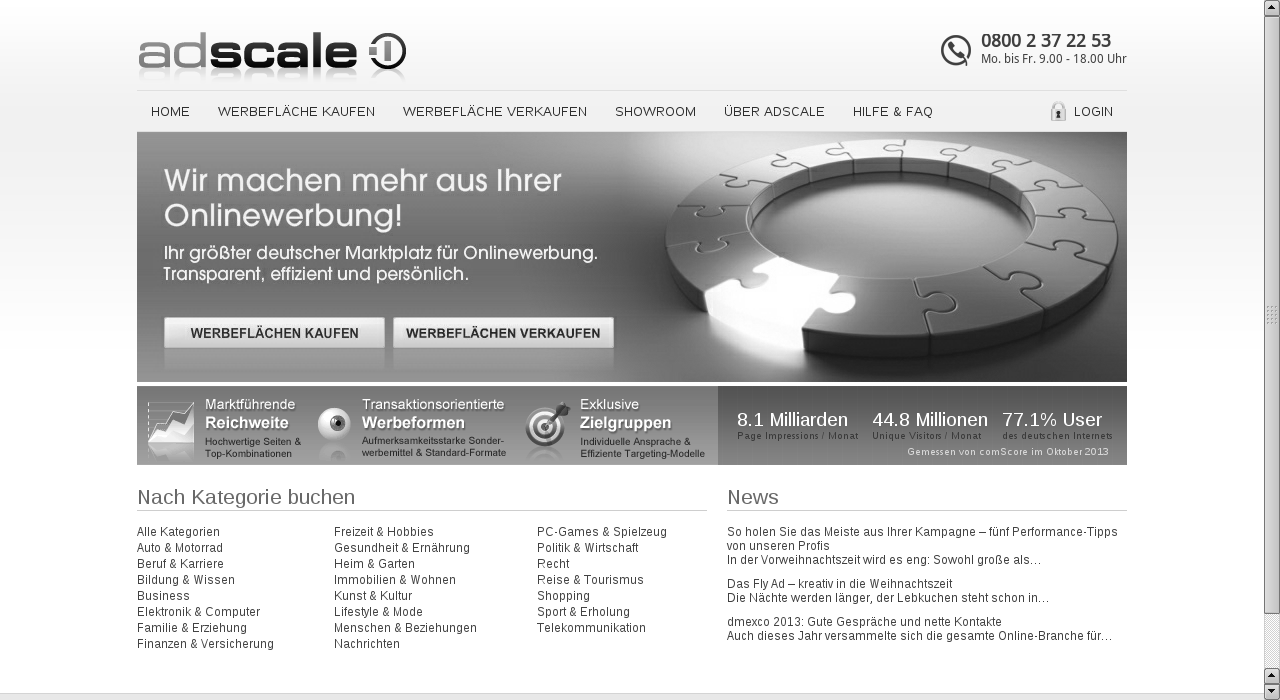 adscale
0800 2 37 22 53
Mo. bis Fr. 9.00 - 18.00 Uhr
HOME WERBEFLÄCHE KAUFEN WERBEFLÄCHE VERKAUFEN SHOWROOM ÜBER ADSCALE HILFE & FAQ LOGIN
Wir machen mehr aus Ihrer
Onlinewerbung!
Ihr größter deutscher Marktplatz für Onlinewerbung.
Transparent, effizient und persönlich.
WERBEFLÄCHEN KAUFEN WERBEFLÄCHEN VERKAUFEN
Marktführende
Reichweite
Hochwertige Seiten &
Top-Kombinationen
Transaktionsorientierte
Werbeformen
Aufmerksamkeitsstarke Sonder-
werbemittel & Standard-Formate
Exklusive
Zielgruppen
Individuelle Ansprache &
Effiziente Targeting-Modelle
8.1 Milliarden
Page Impressions / Monat
44.8 Millionen
Unique Visitors / Monat
77.1% User
des deutschen Internets
Gemessen von comScore im Oktober 2013
Nach Kategorie buchen
Alle Kategorien
Auto & Motorrad
Beruf & Karriere
Bildung & Wissen
Business
Elektronik & Computer
Familie & Erziehung
Finanzen & Versicherung
Freizeit & Hobbies
Gesundheit & Ernährung
Heim & Garten
Immobilien & Wohnen
Kunst & Kultur
Lifestyle & Mode
Menschen & Beziehungen
Nachrichten
PC-Games & Spielzeug
Politik & Wirtschaft
Recht
Reise & Tourismus
Shopping
Sport & Erholung
Telekommunikation
News
So holen Sie das Meiste aus Ihrer Kampagne – fünf Performance-Tipps
von unseren Profis
In der Vorweihnachtszeit wird es eng: Sowohl große als…
Das Fly Ad – kreativ in die Weihnachtszeit
Die Nächte werden länger, der Lebkuchen steht schon in…
dmexco 2013: Gute Gespräche und nette Kontakte
Auch dieses Jahr versammelte sich die gesamte Online-Branche für…